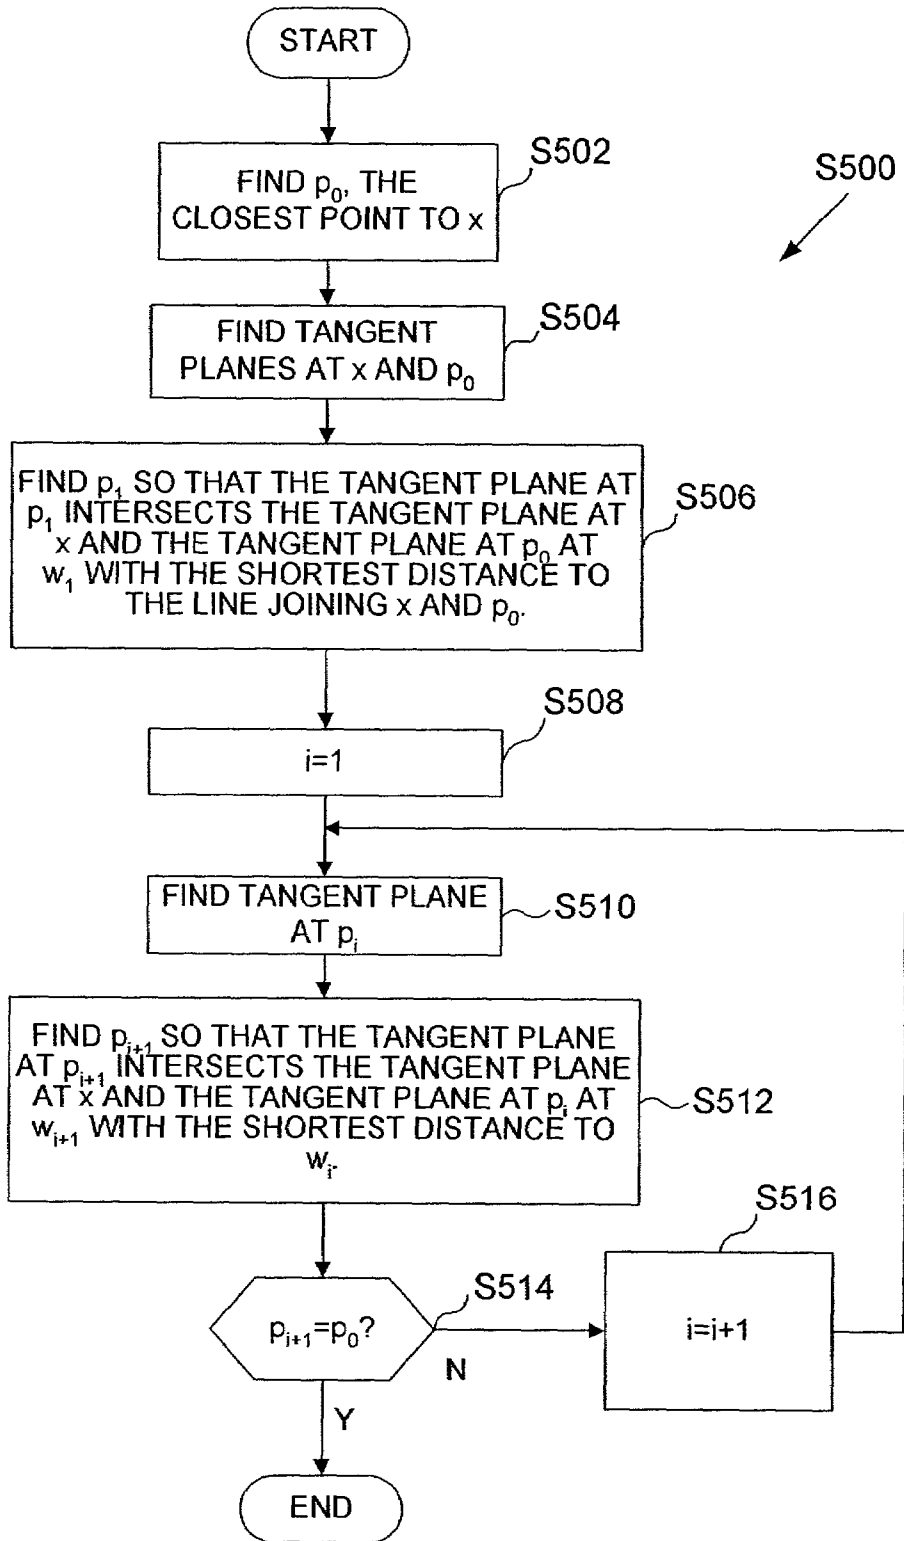 START
S502
S500
FIND p₀, THE
CLOSEST POINT TO x
S504
FIND TANGENT
PLANES AT x AND p₀
S506
FIND p₁ SO THAT THE TANGENT PLANE AT
p₁ INTERSECTS THE TANGENT PLANE AT
x AND THE TANGENT PLANE AT p₀ AT
w₁ WITH THE SHORTEST DISTANCE TO
THE LINE JOINING x AND p₀.
S508
i=1
FIND TANGENT PLANE
AT pᵢ
S510
FIND pᵢ₊₁ SO THAT THE TANGENT PLANE
AT pᵢ₊₁ INTERSECTS THE TANGENT PLANE
AT x AND THE TANGENT PLANE AT pᵢ AT
wᵢ₊₁ WITH THE SHORTEST DISTANCE TO
wᵢ.
S512
S516
S514
pᵢ₊₁=p₀?
i=i+1
N
Y
END